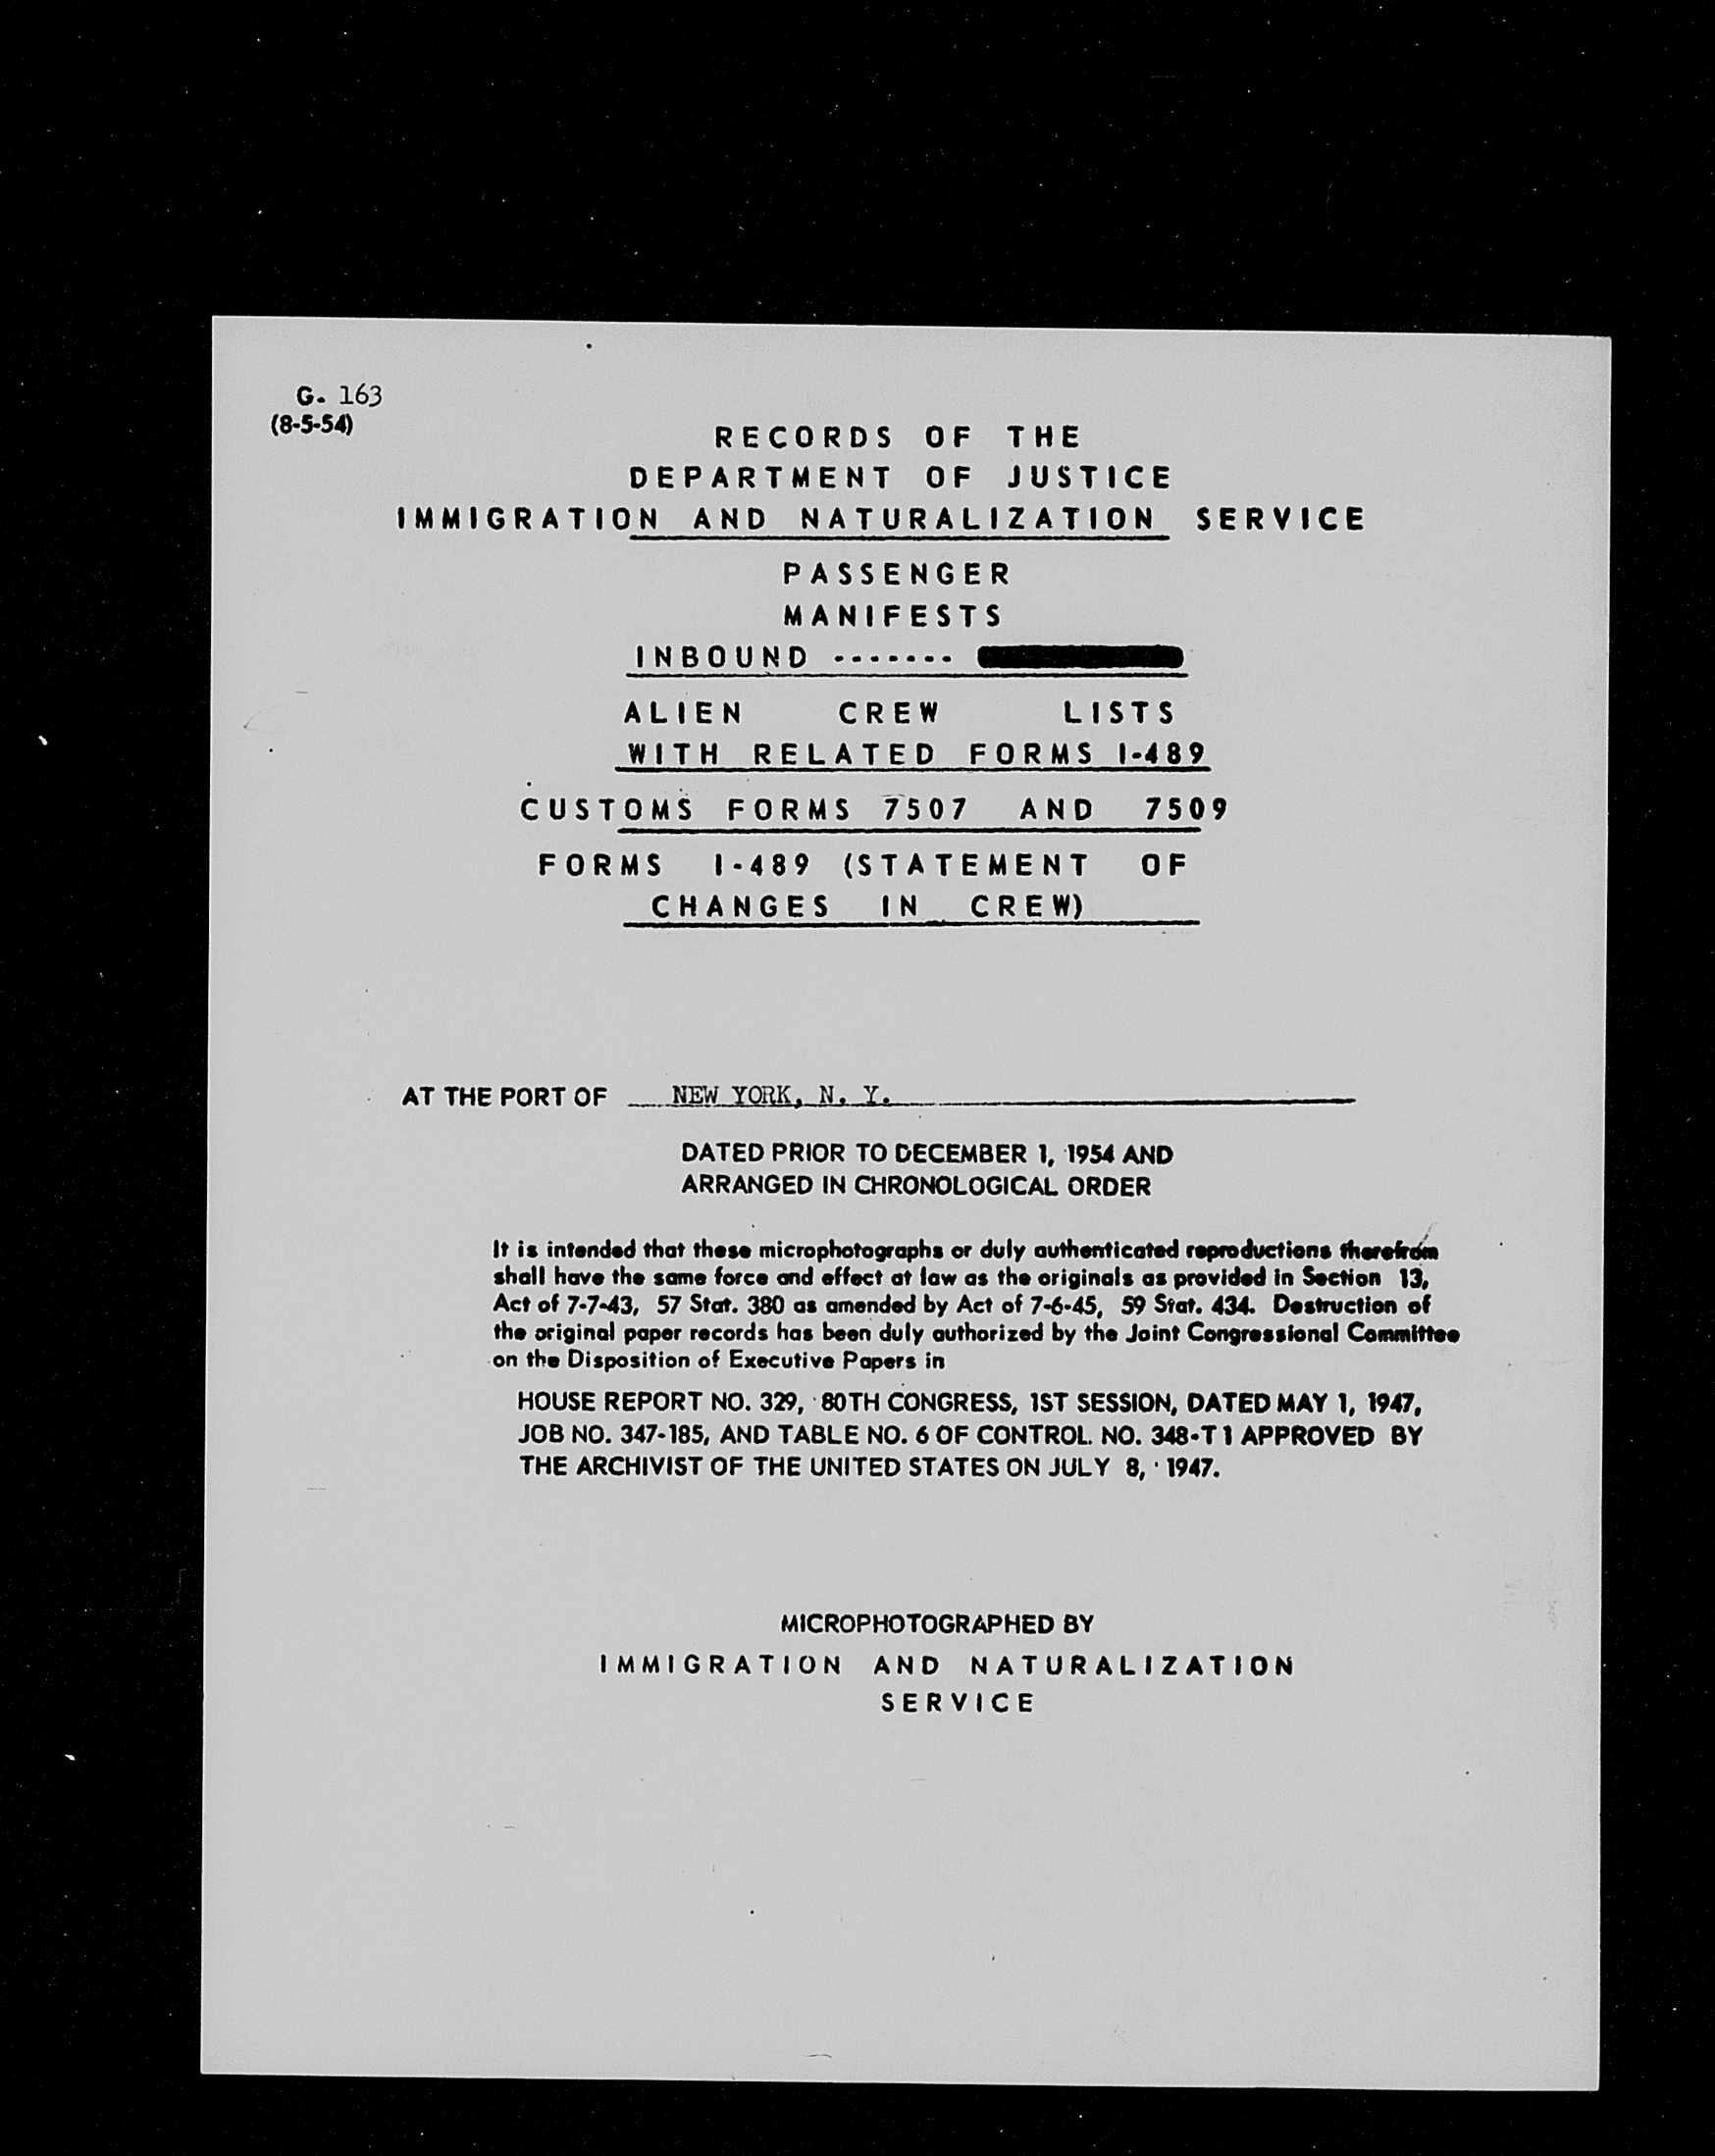 G. 163
(8-5-54)
RECORDS OF THE
DEPARTMENT OF JUSTICE
IMMIGRATION AND NATURALIZATION SERVICE
PASSENGER
MANIFESTS
INBOUND -------
ALIEN CREW LISTS
WITH RELATED FORMS I-489
CUSTOMS FORMS 7507 AND 7509
FORMS I-489 (STATEMENT OF
CHANGES IN CREW)
AT THE PORT OF NEW YORK, N. Y.
DATED PRIOR TO DECEMBER 1, 1954 AND
ARRANGED IN CHRONOLOGICAL ORDER
It is intended that these microphotographs or duly authenticated reproductions therefrom
shall have the same force and effect at law as the originals as provided in Section 13,
Act of 7-7-43, 57 Stat. 380 as amended by Act of 7-6-45, 59 Stat. 434. Destruction of
the original paper records has been duly authorized by the Joint Congressional Committee
on the Disposition of Executive Papers in
HOUSE REPORT NO. 329, 80TH CONGRESS, 1ST SESSION, DATED MAY 1, 1947,
JOB NO. 347-185, AND TABLE NO. 6 OF CONTROL NO. 348-T1 APPROVED BY
THE ARCHIVIST OF THE UNITED STATES ON JULY 8, 1947.
MICROPHOTOGRAPHED BY
IMMIGRATION AND NATURALIZATION
SERVICE